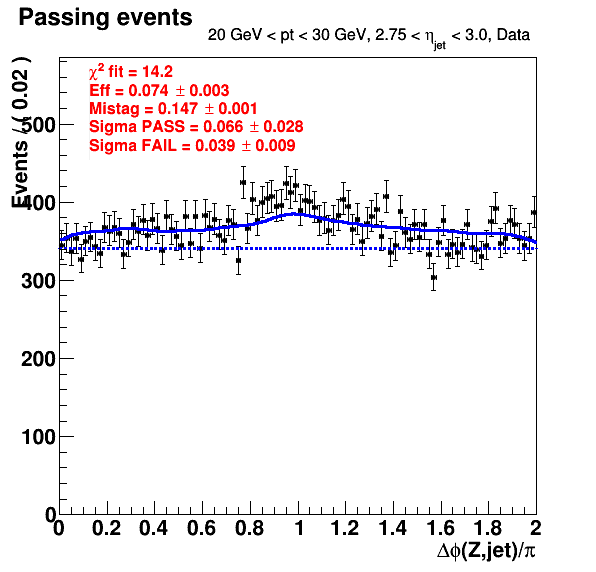 Passing events
20 GeV < pt < 30 GeV, 2.75 < η_jet < 3.0, Data
χ² fit = 14.2
Eff = 0.074 ± 0.003
Mistag = 0.147 ± 0.001
Sigma PASS = 0.066 ± 0.028
Sigma FAIL = 0.039 ± 0.009
Events / ( 0.02 )
500
400
300
200
100
0
0 0.2 0.4 0.6 0.8 1 1.2 1.4 1.6 1.8 2
Δϕ(Z,jet)/π